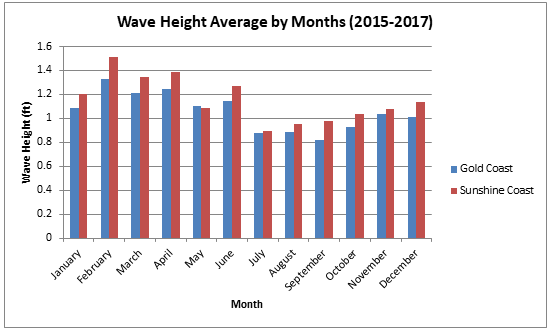 Wave Height Average by Months (2015-2017)
1.6
1.4
1.2
1
0.8
0.6
0.4
0.2
0
Wave Height (ft)
January
February
March
April
May
June
July
August
September
October
November
December
Month
Gold Coast
Sunshine Coast